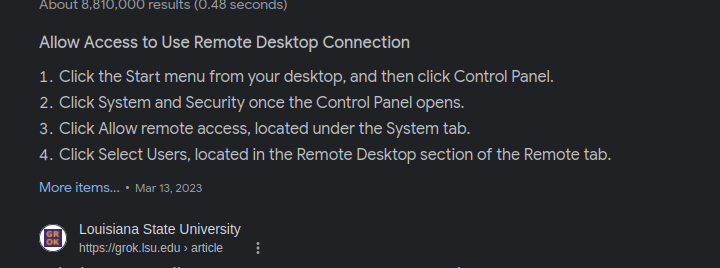 About 8,810,000 results (0.48 seconds)
Allow Access to Use Remote Desktop Connection
1. Click the Start menu from your desktop, and then click Control Panel.
2. Click System and Security once the Control Panel opens.
3. Click Allow remote access, located under the System tab.
4. Click Select Users, located in the Remote Desktop section of the Remote tab.
More items... • Mar 13, 2023
GR
OK
Louisiana State University
https://grok.lsu.edu › article